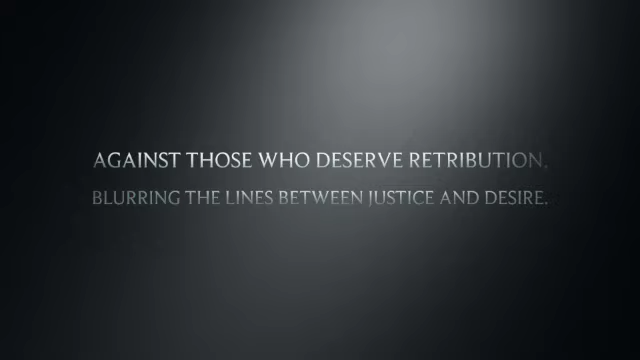 AGAINST THOSE WHO DESERVE RETRIBUTION,
BLURRING THE LINES BETWEEN JUSTICE AND DESIRE.